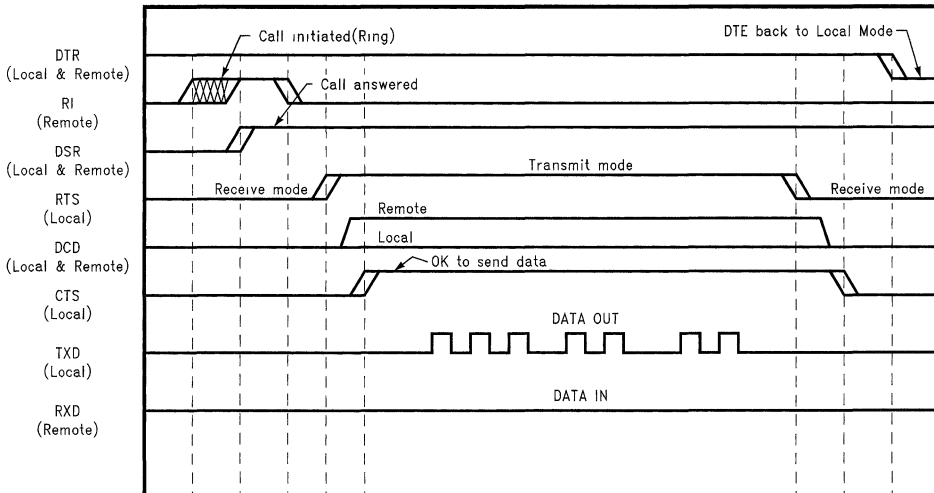 Call initiated(Ring)
DTE back to Local Mode
DTR
(Local & Remote)
Call answered
RI
(Remote)
DSR
(Local & Remote)
Transmit mode
Receive mode
Receive mode
RTS
(Local)
Remote
Local
DCD
(Local & Remote)
OK to send data
CTS
(Local)
DATA OUT
TXD
(Local)
DATA IN
RXD
(Remote)